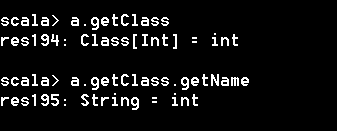 scala> a.getClass
res194: Class[Int] = int
scala> a.getClass.getName
res195: String = int